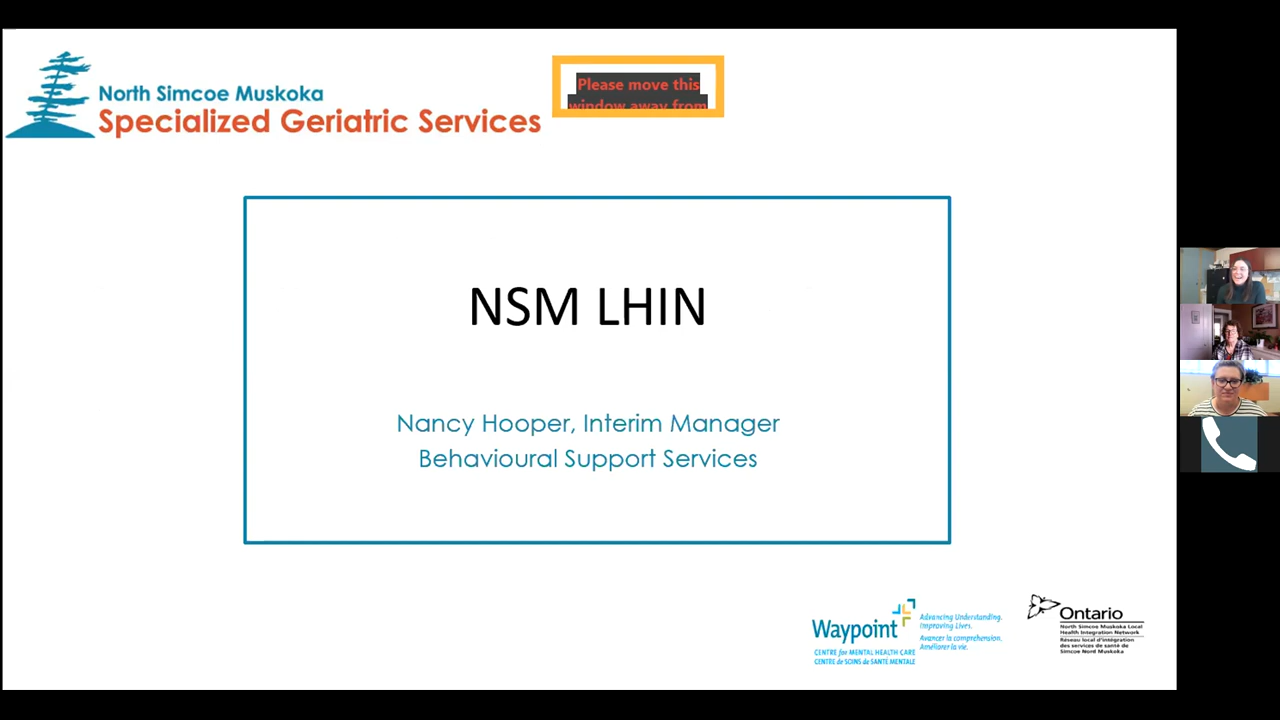 North Simcoe Muskoka
Specialized Geriatric Services
Please move this
window away from
NSM LHIN
Nancy Hooper, Interim Manager
Behavioural Support Services
Waypoint
CENTRE for MENTAL HEALTH CARE
CENTRE de SOINS de SANTÉ MENTALE
Advancing Understanding.
Improving Lives.
Avancer la compréhension.
Améliorer la vie.
Ontario
North Simcoe Muskoka Local
Health Integration Network
Réseau local d'intégration
des services de santé de
Simcoe Nord Muskoka